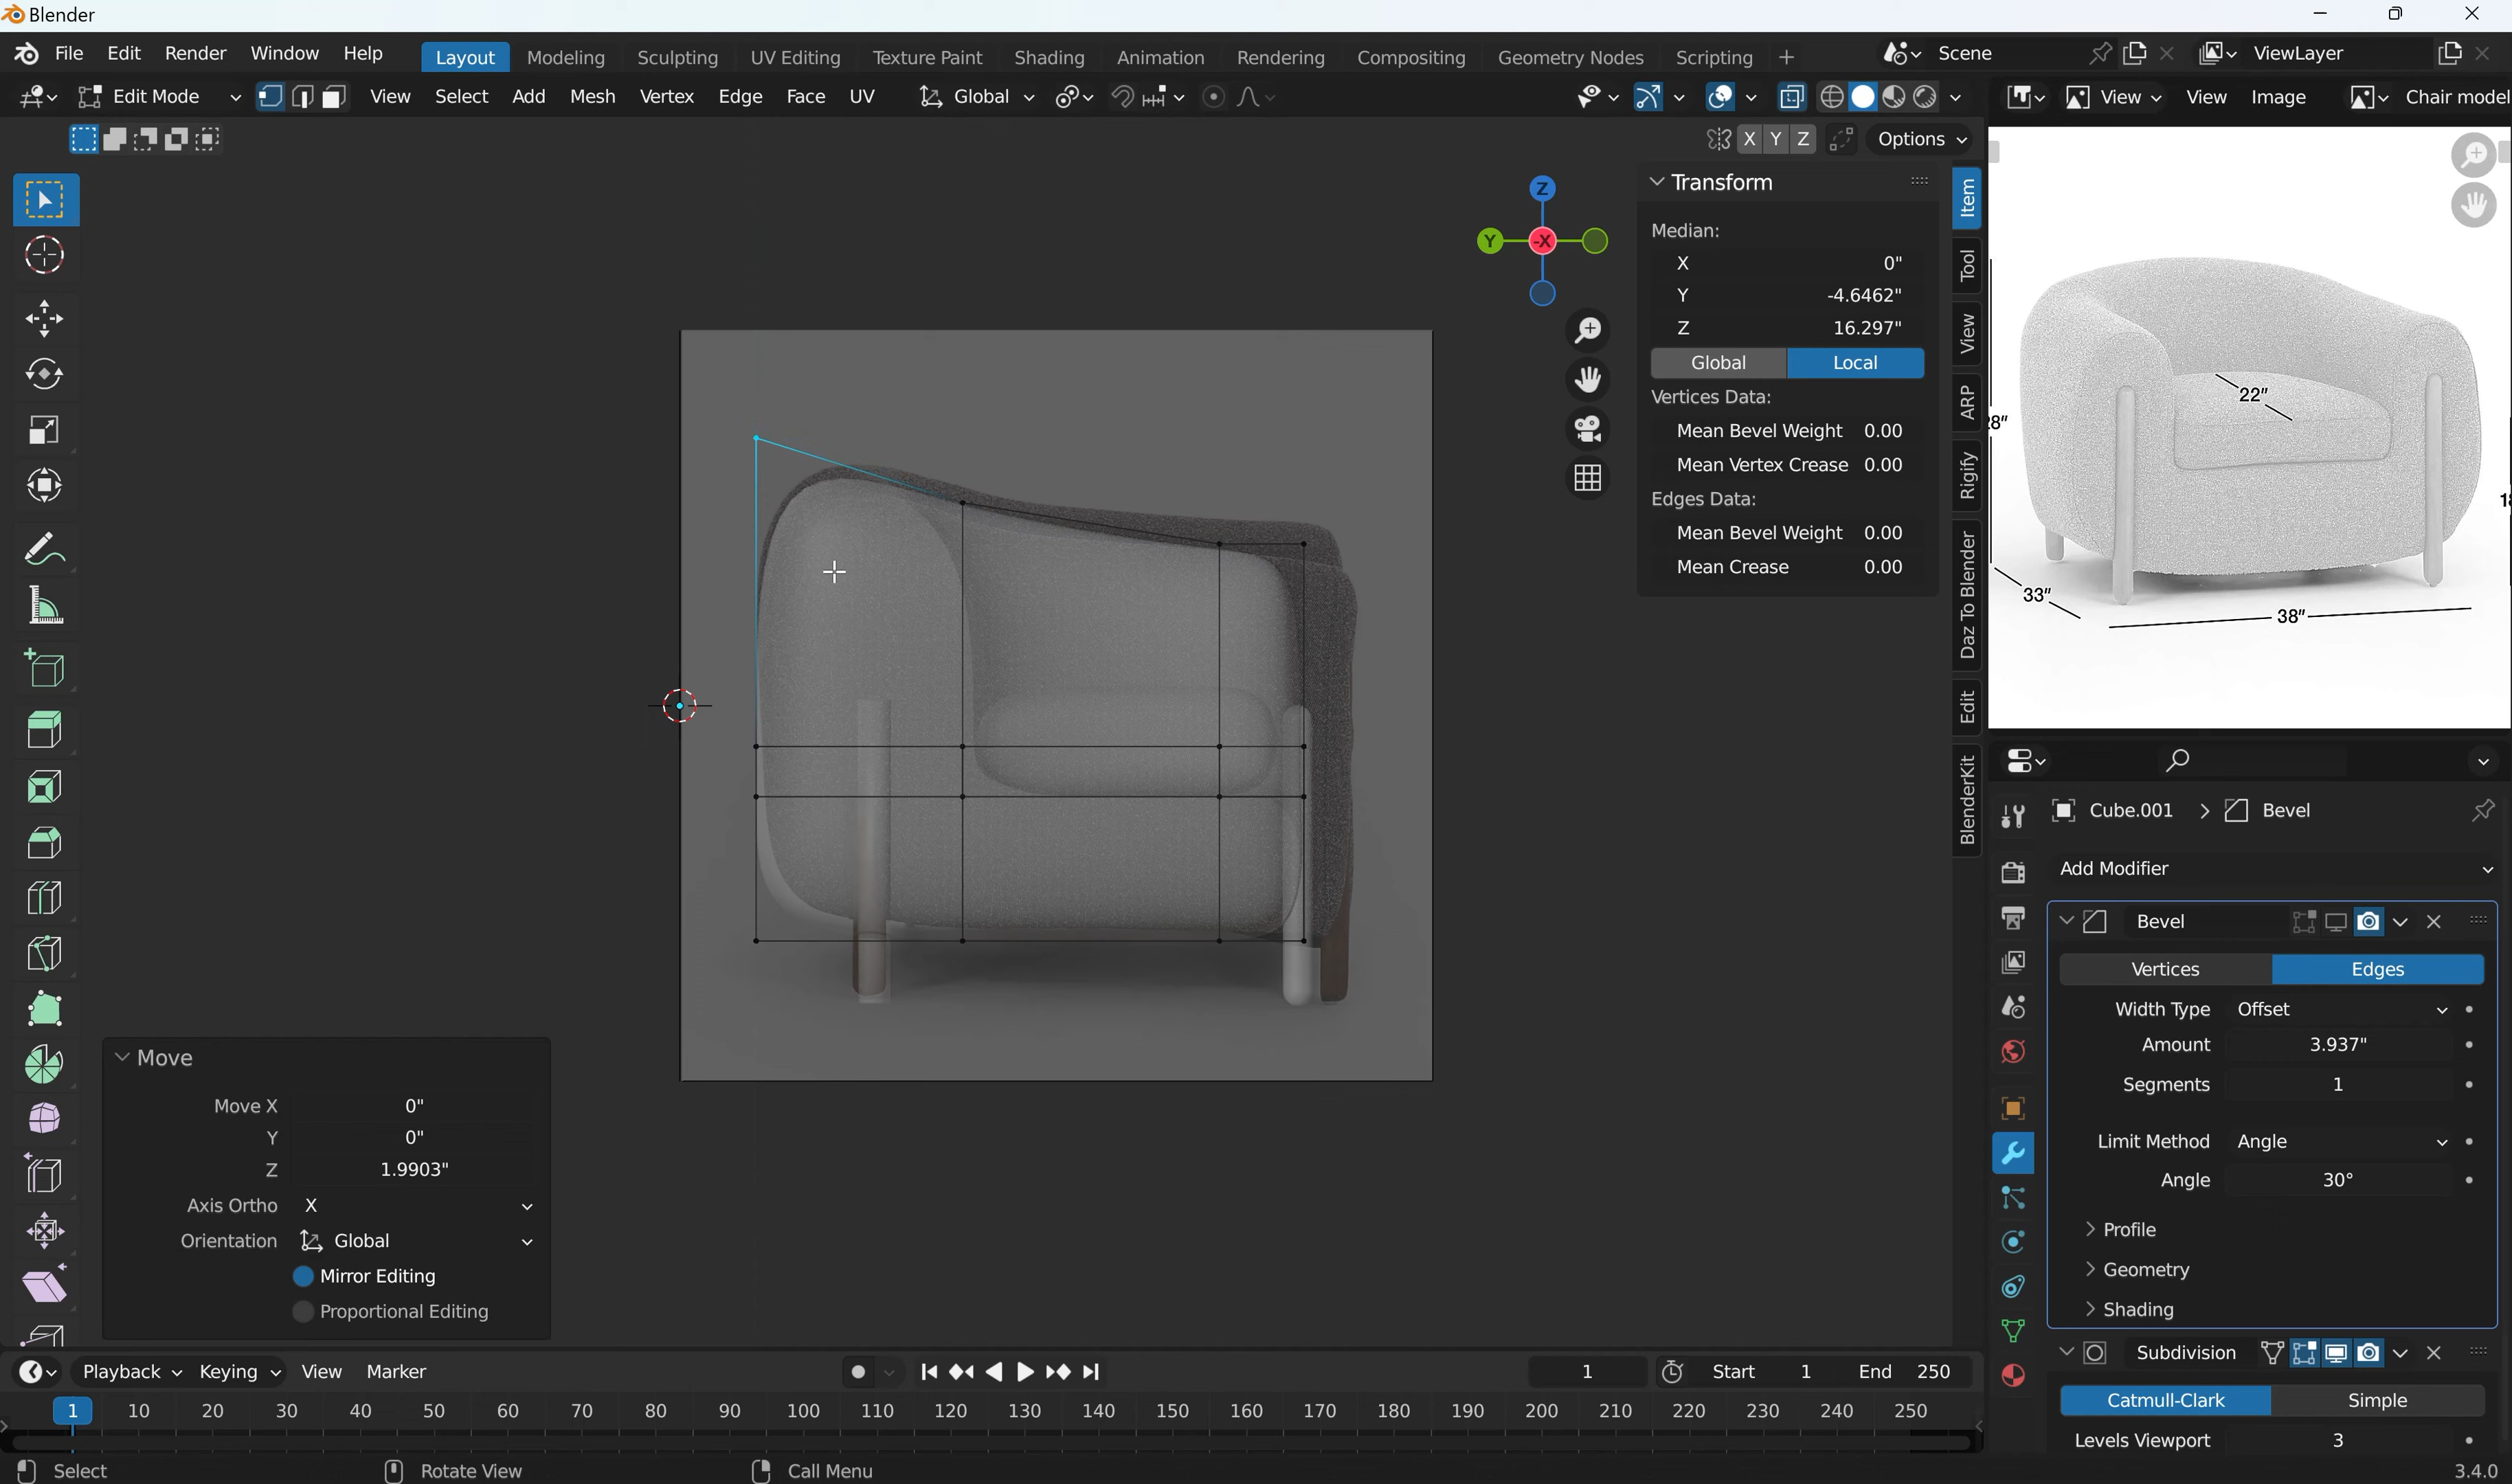 Blender
File Edit Render Window Help Layout Modeling Sculpting UV Editing Texture Paint Shading Animation Rendering Compositing Geometry Nodes Scripting + Scene ViewLayer
Edit Mode View Select Add Mesh Vertex Edge Face UV Global View View Image Chair model
X Y Z Options
Transform
Median:
X 0"
Y -4.6462"
Z 16.297"
Global Local
Vertices Data:
Mean Bevel Weight 0.00
Mean Vertex Crease 0.00
Edges Data:
Mean Bevel Weight 0.00
Mean Crease 0.00
Z
Y -X
Item
Tool
View
ARP
Rigify
Daz To Blender
Edit
BlenderKit
22"
28"
33"
38"
Cube.001 > Bevel
Add Modifier
Bevel
Vertices Edges
Width Type Offset
Amount 3.937"
Segments 1
Limit Method Angle
Angle 30°
Profile
Geometry
Shading
Subdivision
Catmull-Clark Simple
Levels Viewport 3
Move
Move X 0"
Y 0"
Z 1.9903"
Axis Ortho X
Orientation Global
Mirror Editing
Proportional Editing
Playback Keying View Marker 1 Start 1 End 250
1 10 20 30 40 50 60 70 80 90 100 110 120 130 140 150 160 170 180 190 200 210 220 230 240 250
Select Rotate View Call Menu 3.4.0